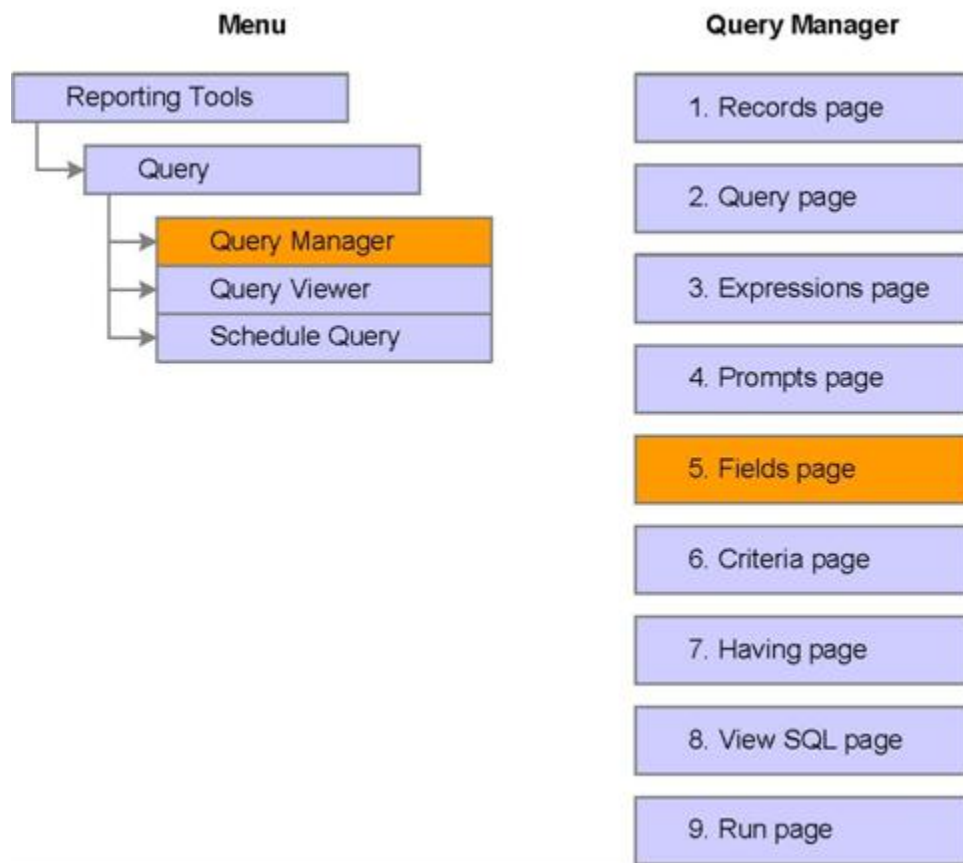 Menu
Reporting Tools
Query
Query Manager
Query Viewer
Schedule Query
Query Manager
1. Records page
2. Query page
3. Expressions page
4. Prompts page
5. Fields page
6. Criteria page
7. Having page
8. View SQL page
9. Run page